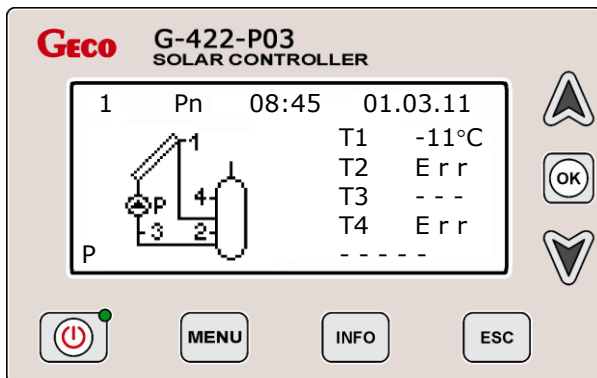 GECO G-422-P03
SOLAR CONTROLLER
1 Pn 08:45 01.03.11
1 T1 -11°C
T2 Err
4 T3 ---
P T4 Err
3 2
P -----
OK
MENU INFO ESC